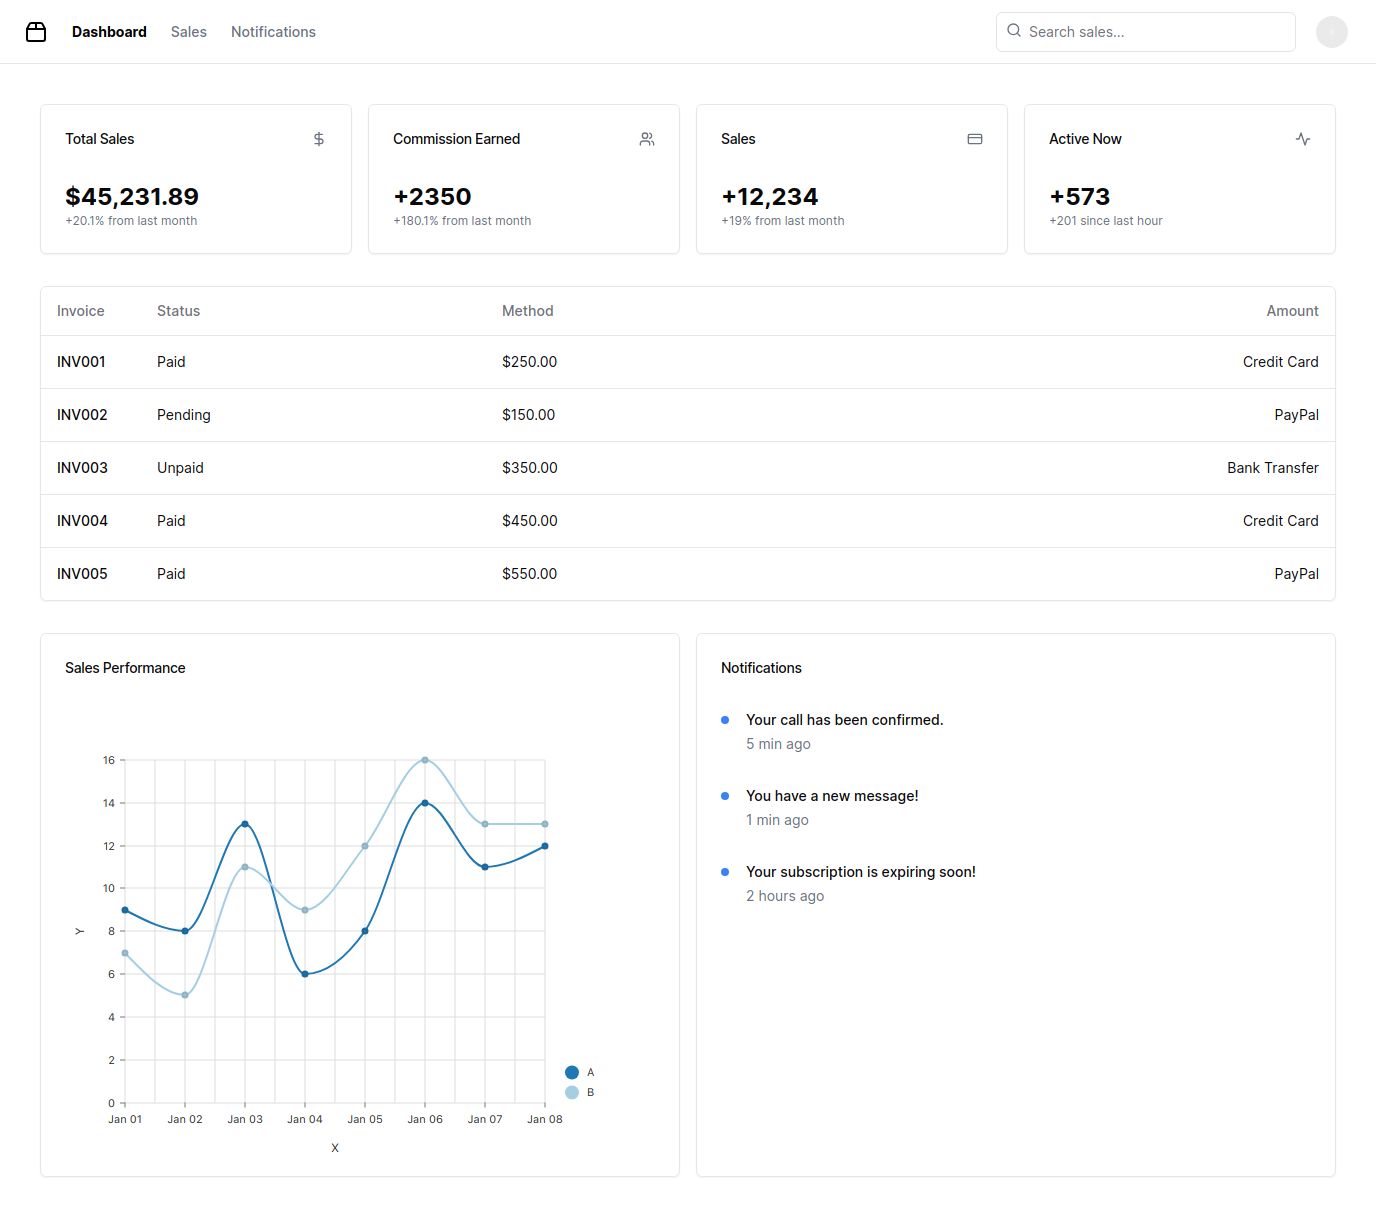 Dashboard Sales Notifications Search sales...
Total Sales
$45,231.89
+20.1% from last month
Commission Earned
+2350
+180.1% from last month
Sales
+12,234
+19% from last month
Active Now
+573
+201 since last hour
Invoice Status Method Amount
INV001 Paid $250.00 Credit Card
INV002 Pending $150.00 PayPal
INV003 Unpaid $350.00 Bank Transfer
INV004 Paid $450.00 Credit Card
INV005 Paid $550.00 PayPal
Sales Performance
16
14
12
10
8
6
4
2
0
Y
Jan 01 Jan 02 Jan 03 Jan 04 Jan 05 Jan 06 Jan 07 Jan 08
X
A
B
Notifications
Your call has been confirmed.
5 min ago
You have a new message!
1 min ago
Your subscription is expiring soon!
2 hours ago